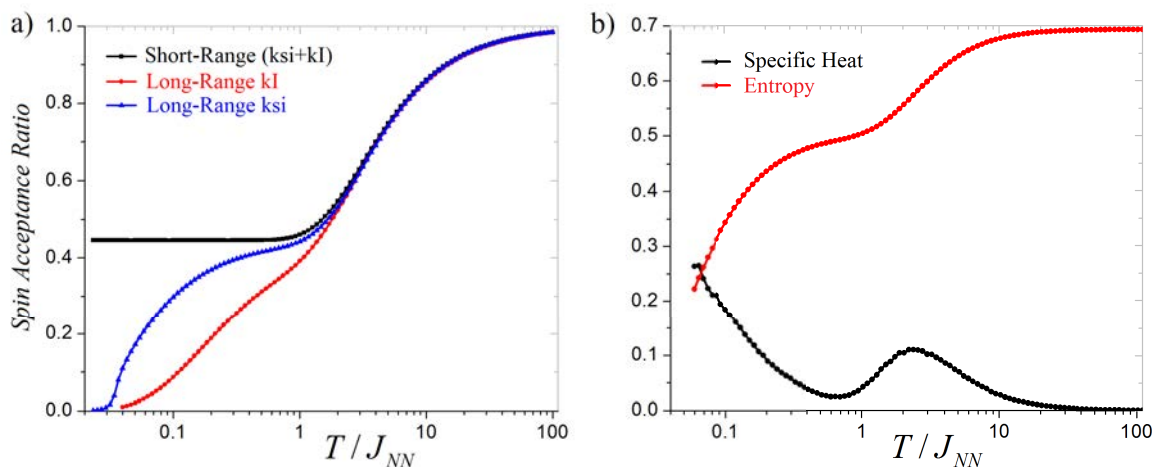 a)
Spin Acceptance Ratio
1.0
0.8
0.6
0.4
0.2
0.0
Short-Range (ksi+kI)
Long-Range kI
Long-Range ksi
0.1
1
10
100
T / J_NN
b)
0.7
0.6
0.5
0.4
0.3
0.2
0.1
0.0
Specific Heat
Entropy
0.1
1
10
100
T / J_NN